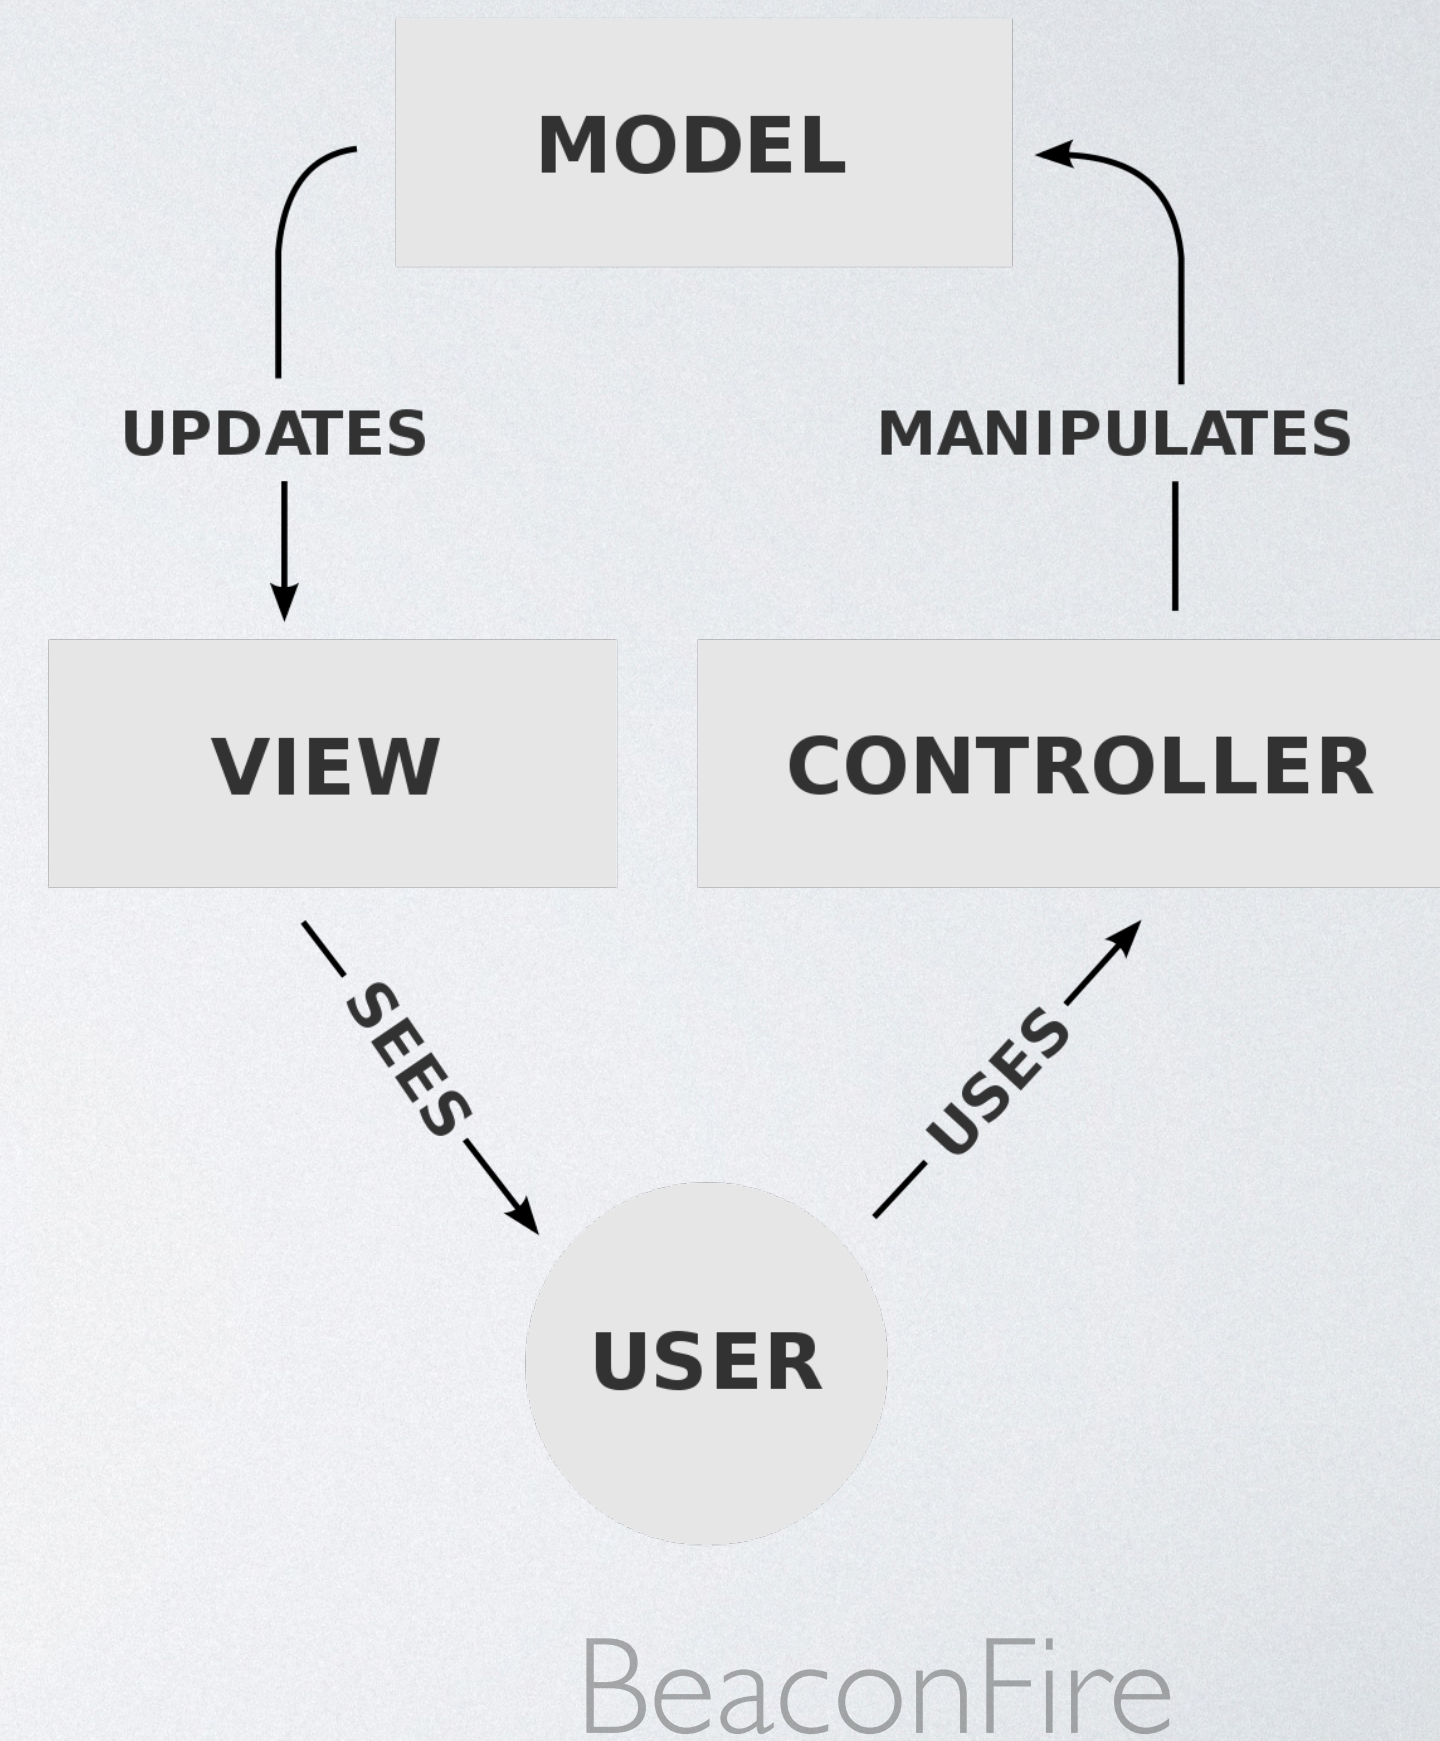 MODEL
UPDATES
MANIPULATES
VIEW
CONTROLLER
SEES
USES
USER
BeaconFire